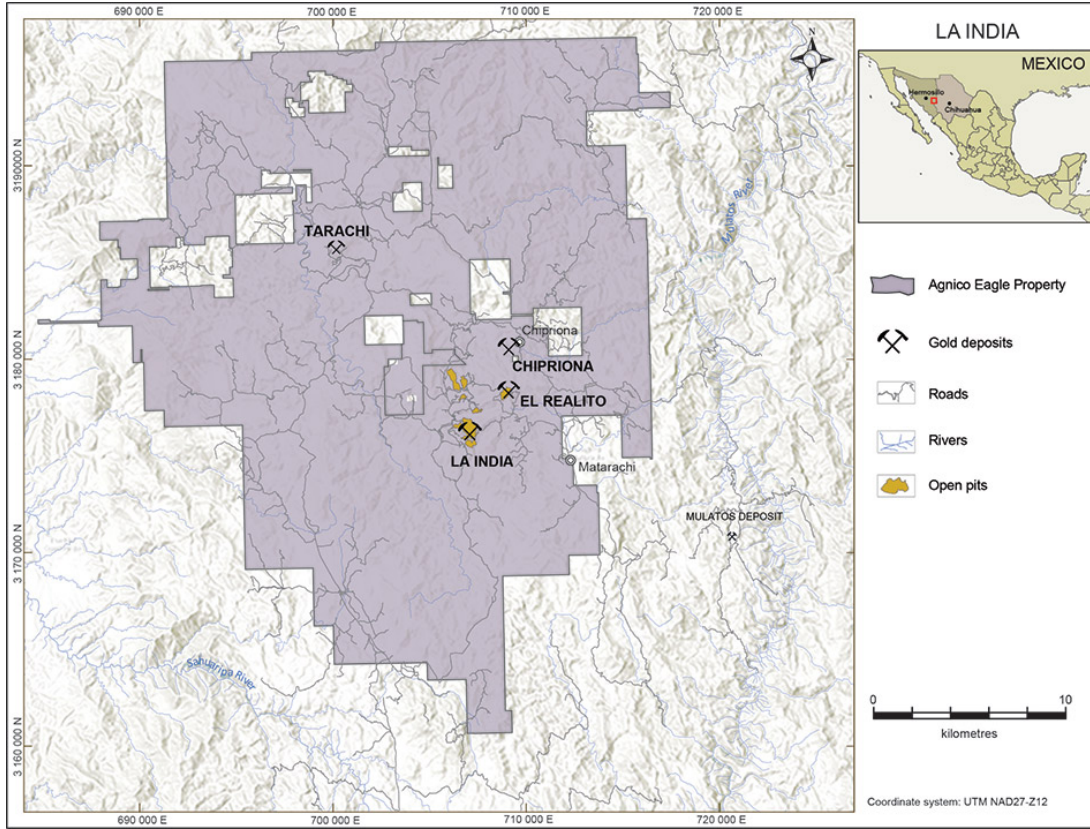 690 000 E
700 000 E
710 000 E
720 000 E
LA INDIA
N
MEXICO
Hermosillo
Chihuahua
3190000 N
Mulatos River
TARACHI
Agnico Eagle Property
Chipriona
Gold deposits
CHIPRIONA
3 180 000 N
EL REALITO
Roads
LA INDIA
Matarachi
Rivers
Open pits
MULATOS DEPOSIT
3 170 000 N
Sahuaripa River
0
10
kilometres
3 160 000 N
Coordinate system: UTM NAD27-Z12
690 000 E
700 000 E
710 000 E
720 000 E